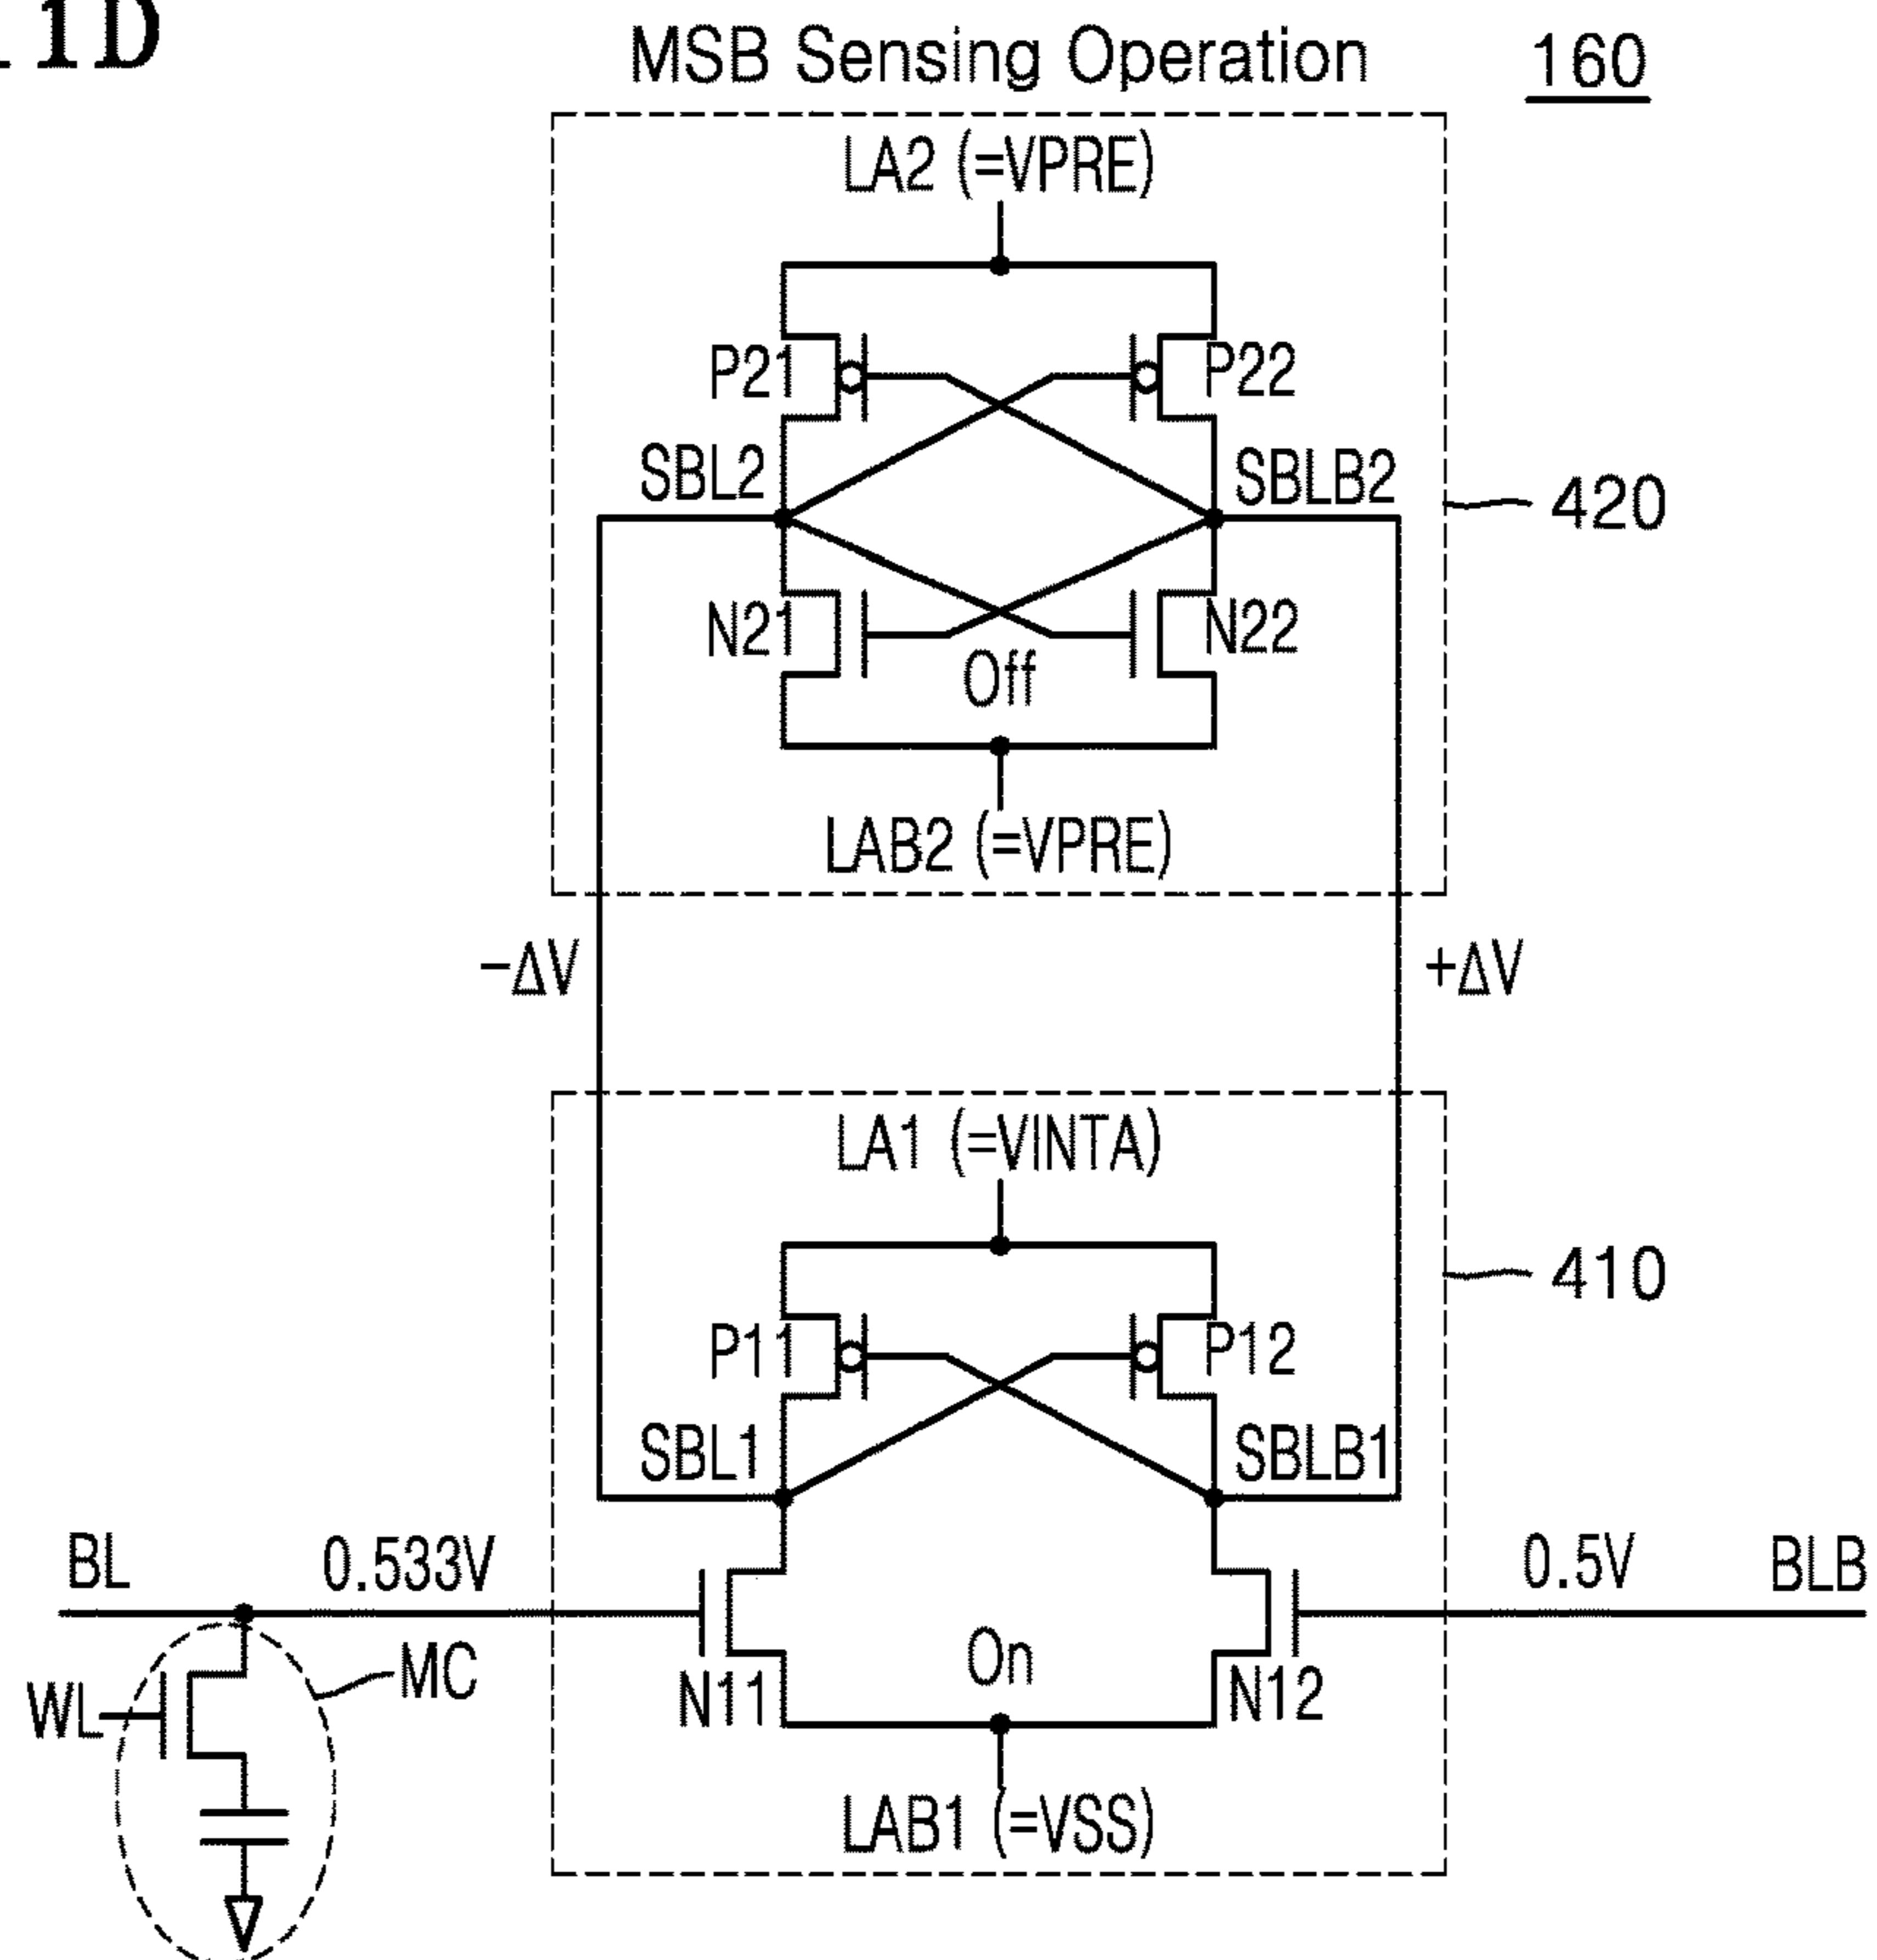 11D
MSB Sensing Operation
160
LA2 (=VPRE)
P21
P22
SBL2
SBLB2
420
N21
N22
Off
LAB2 (=VPRE)
-ΔV
+ΔV
LA1 (=VINTA)
410
P11
P12
SBL1
SBLB1
BL
0.533V
0.5V
BLB
On
MC
WL
N11
N12
LAB1 (=VSS)